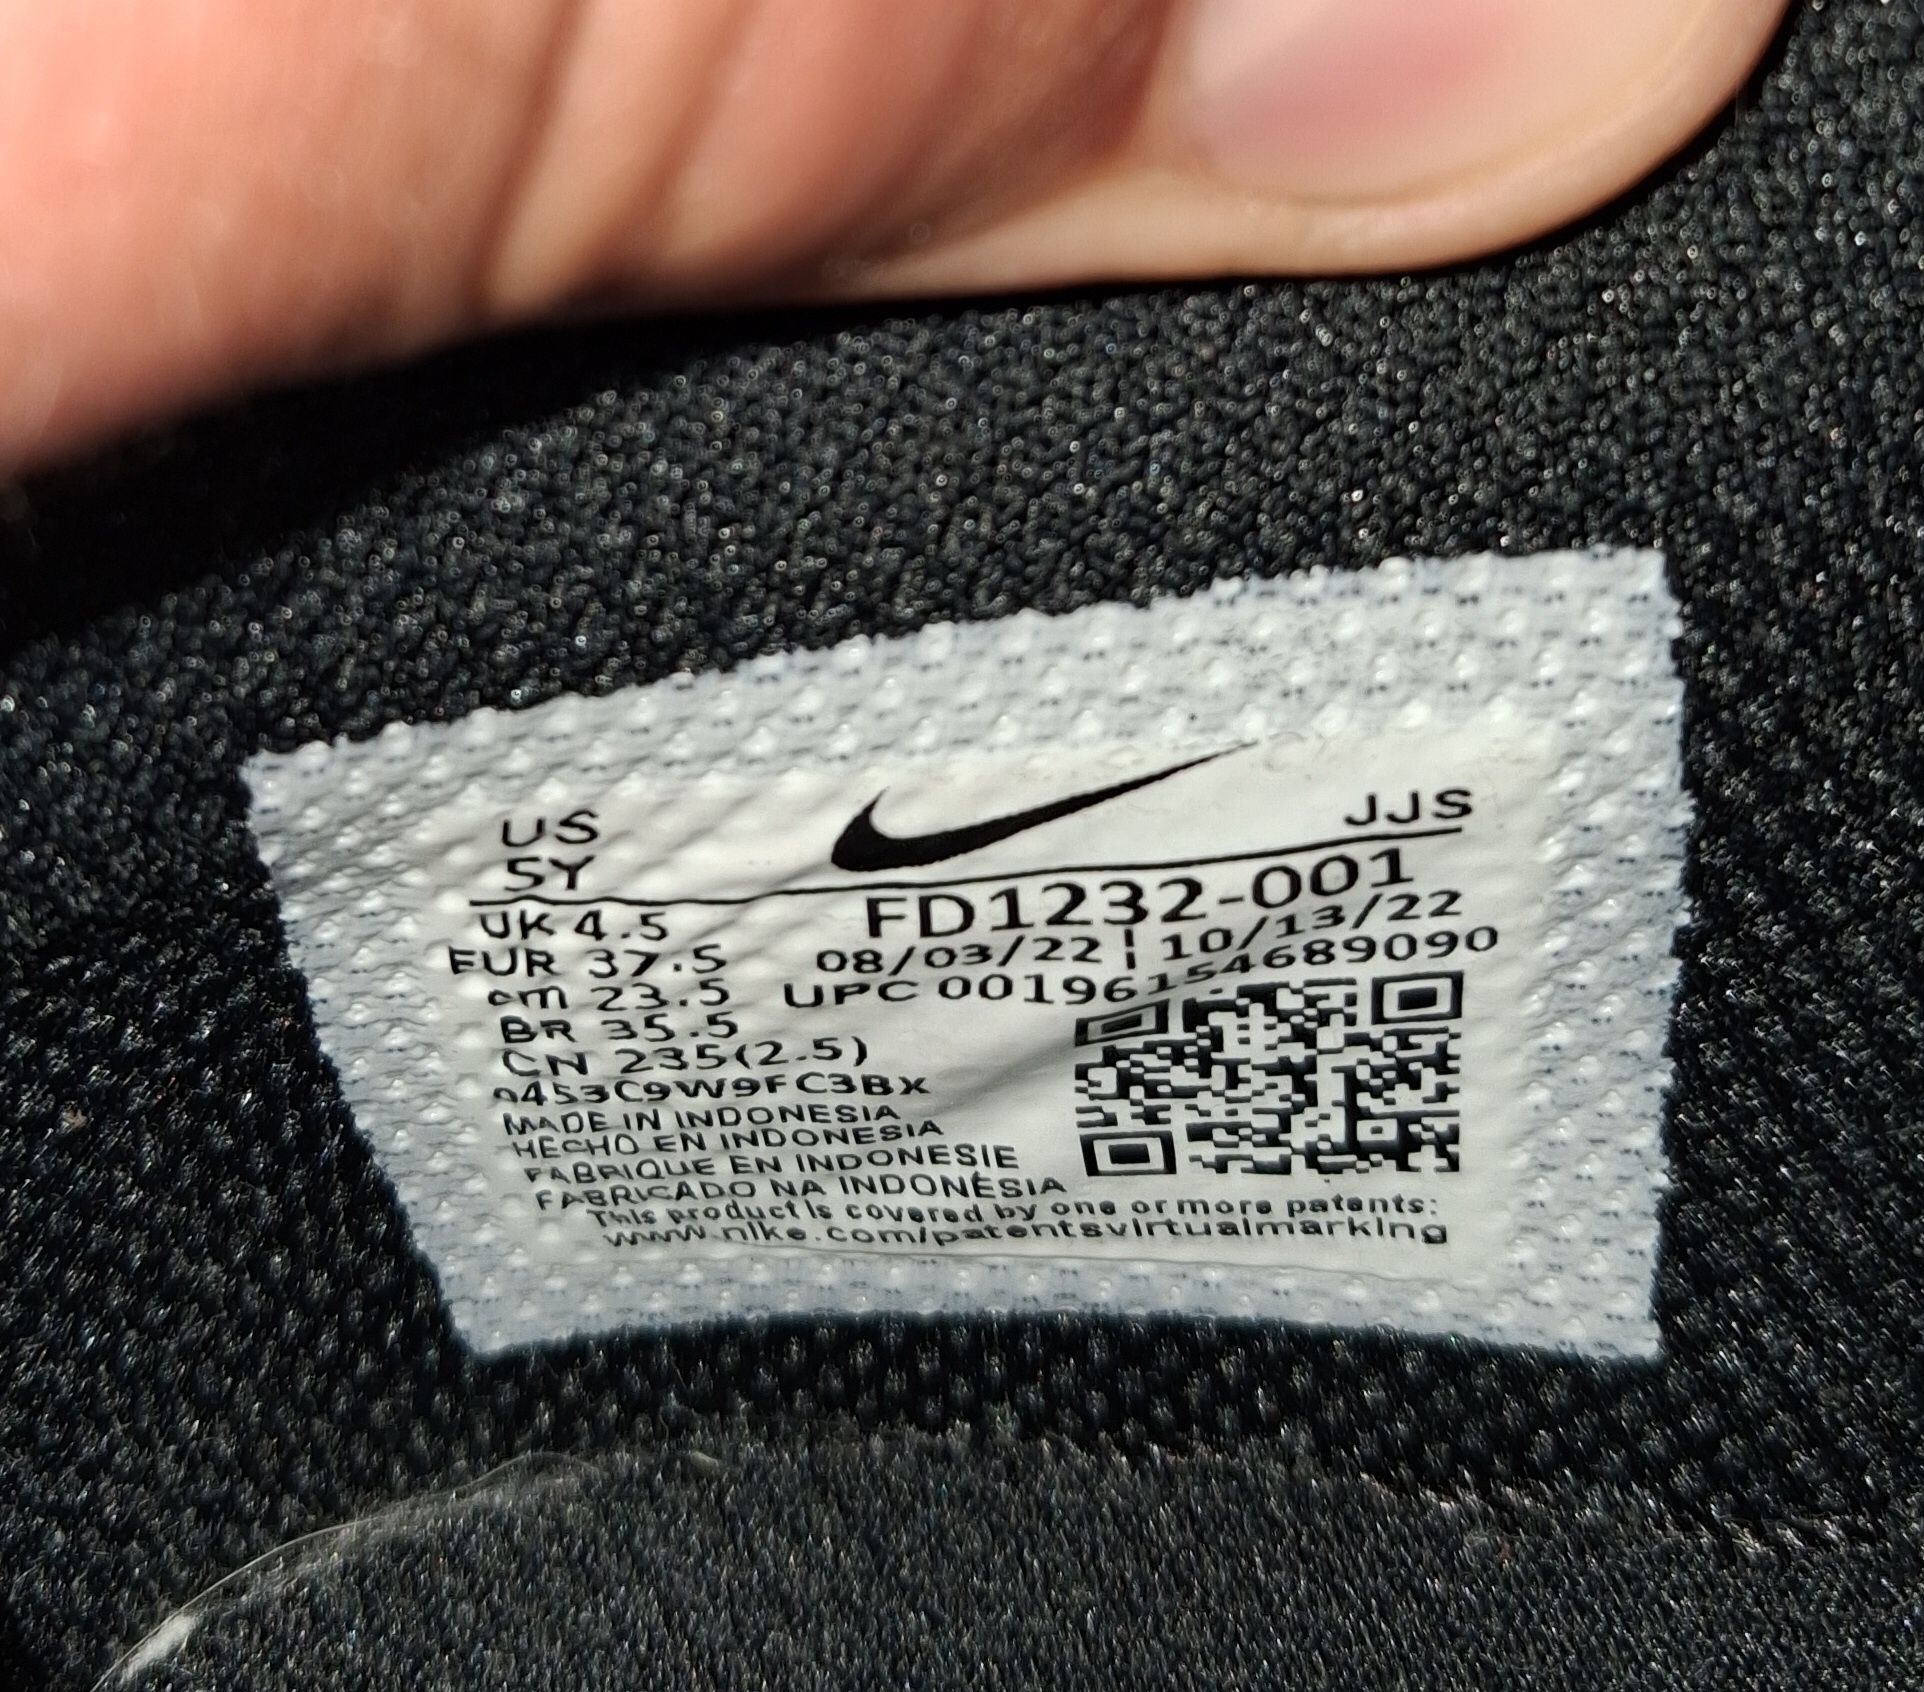 US
5Y
JJS
UK 4.5
FD1232-001
EUR 37.5
08/03/22 ¦ 10/13/22
cm 23.5
UPC 00196154689090
BR 35.5
CN 235(2.5)
MADE IN INDONESIA
HECHO EN INDONESIA
FABRIQUE EN INDONESIE
FABRICADO NA INDONÉSIA
This product is covered by one or more patents:
www.nike.com/patentsvirtualmarking